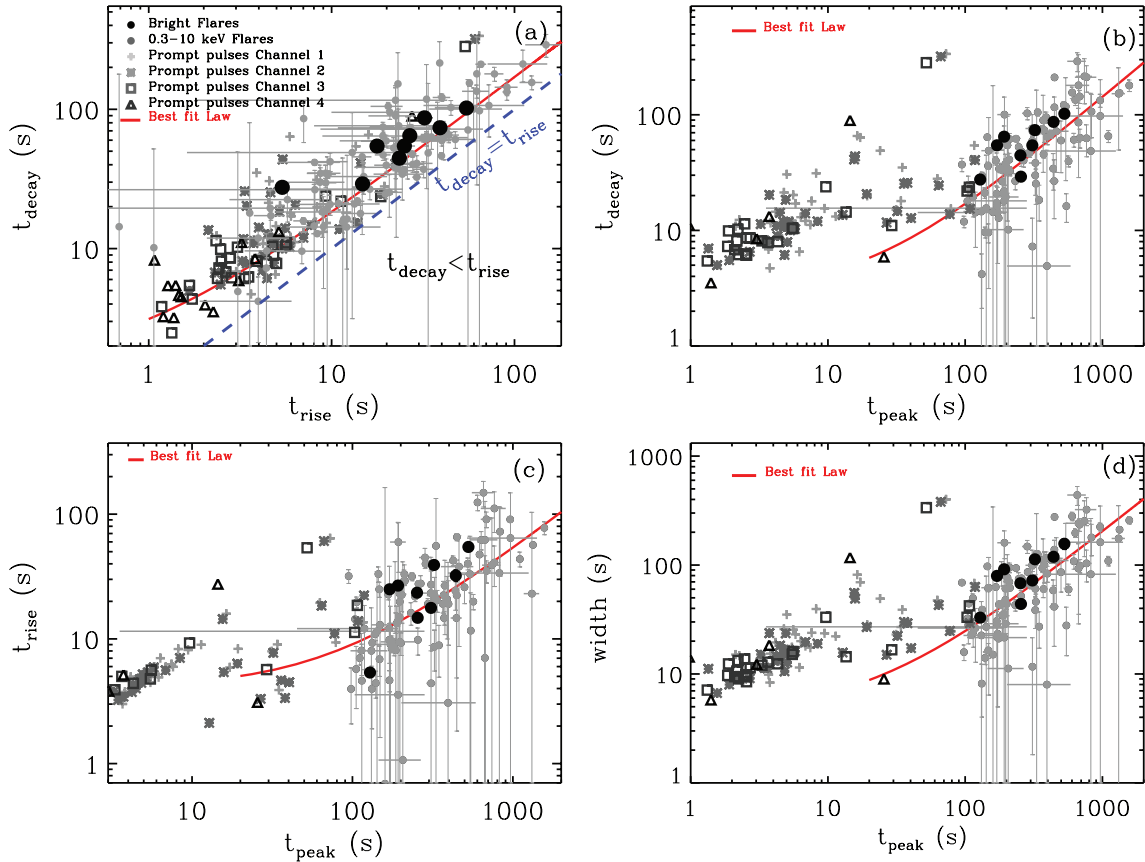 (a)
Bright Flares
0.3-10 keV Flares
Prompt pulses Channel 1
Prompt pulses Channel 2
Prompt pulses Channel 3
Prompt pulses Channel 4
Best fit Law
100
10
t_decay (s)
t_decay=t_rise
t_decay<t_rise
1 10 100
t_rise (s)
(b)
Best fit Law
100
10
1
t_decay (s)
1 10 100 1000
t_peak (s)
(c)
Best fit Law
100
10
1
t_rise (s)
10 100 1000
t_peak (s)
(d)
Best fit Law
1000
100
10
1
width (s)
1 10 100 1000
t_peak (s)